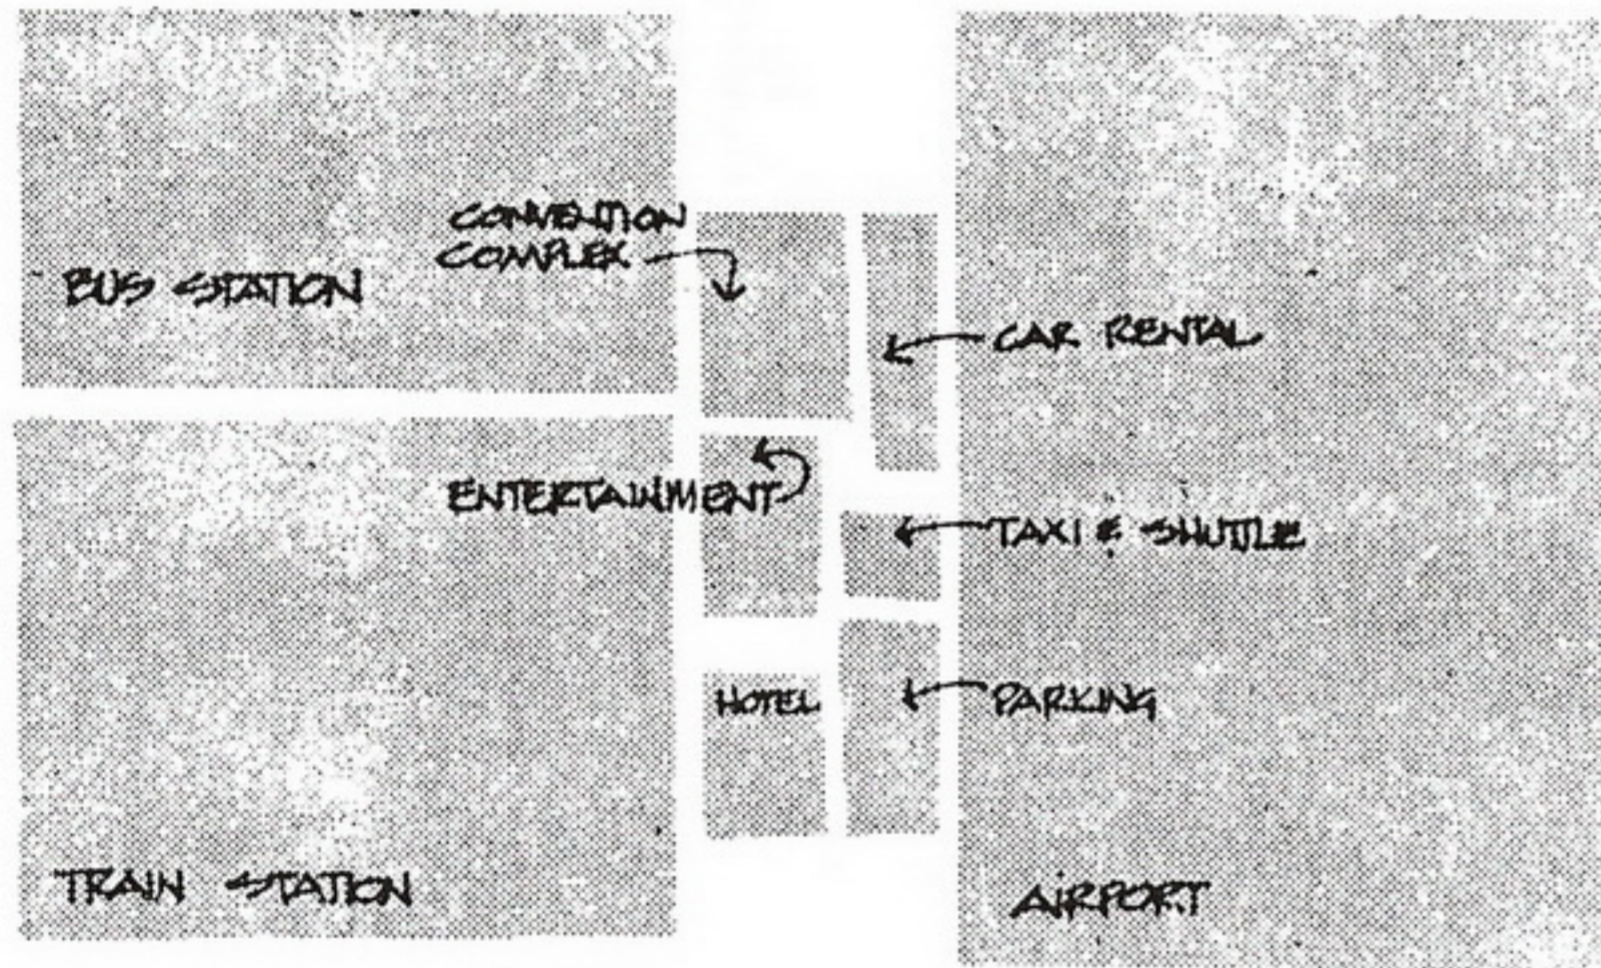 CONVENTION
COMPLEX
BUS STATION
CAR RENTAL
ENTERTAINMENT
TAXI & SHUTTLE
HOTEL
PARKING
TRAIN STATION
AIRPORT